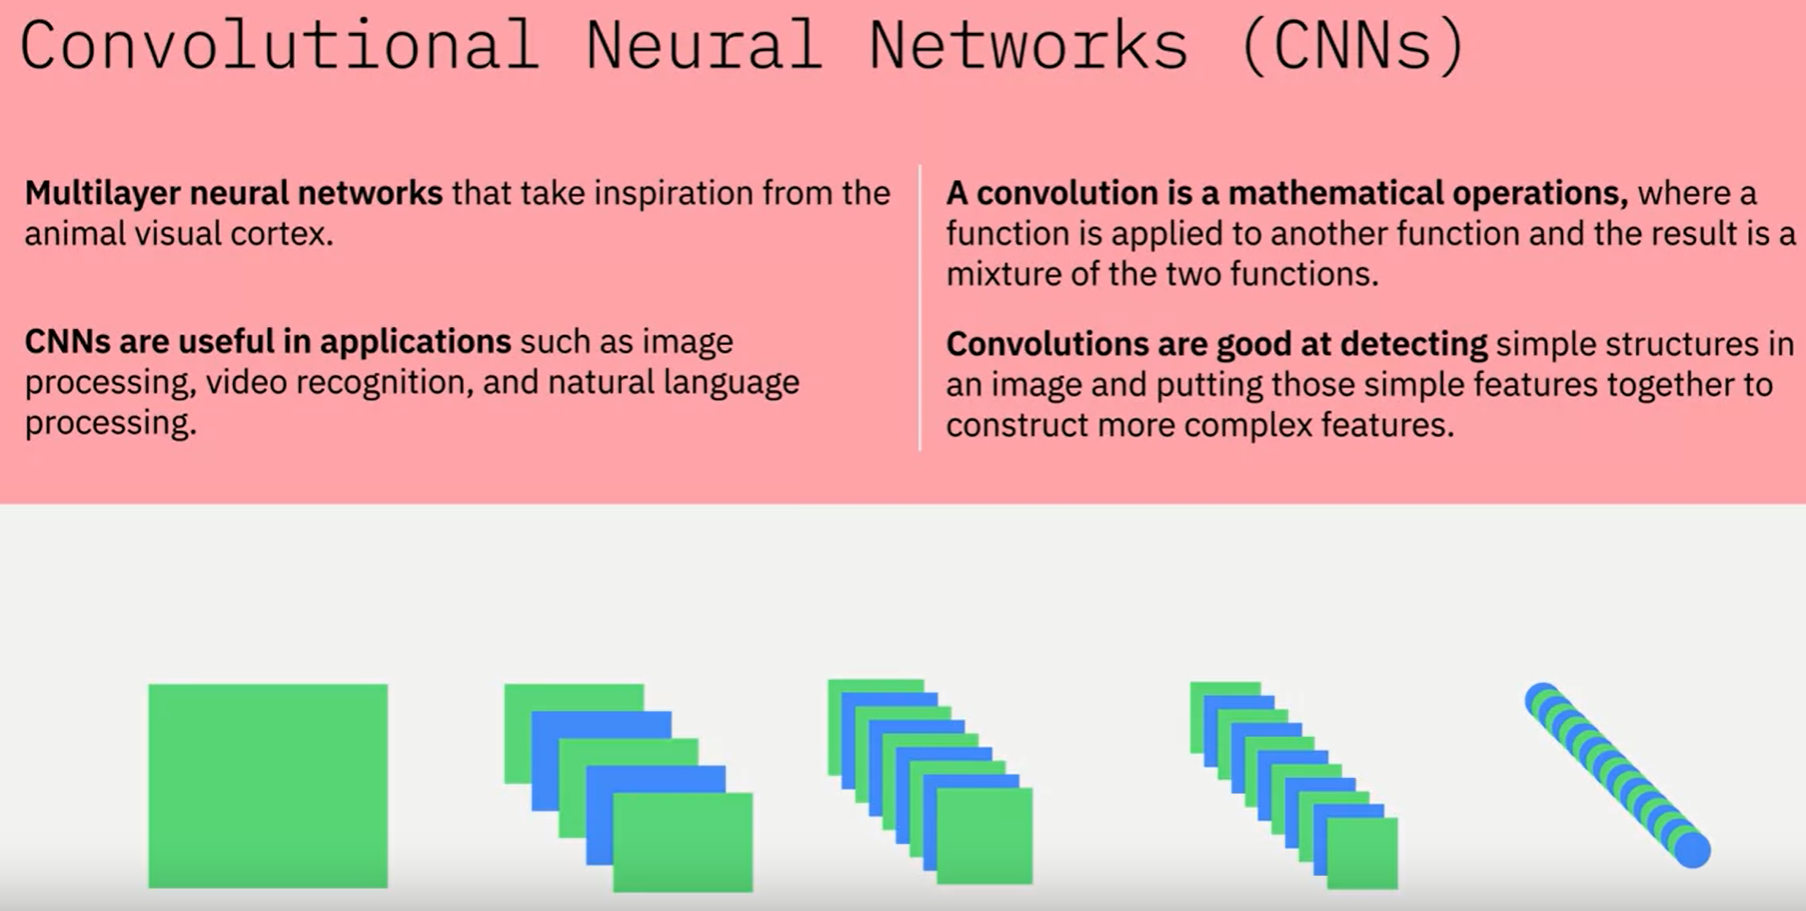 Convolutional Neural Networks (CNNs)
Multilayer neural networks that take inspiration from the
animal visual cortex.
CNNs are useful in applications such as image
processing, video recognition, and natural language
processing.
A convolution is a mathematical operations, where a
function is applied to another function and the result is a
mixture of the two functions.
Convolutions are good at detecting simple structures in
an image and putting those simple features together to
construct more complex features.